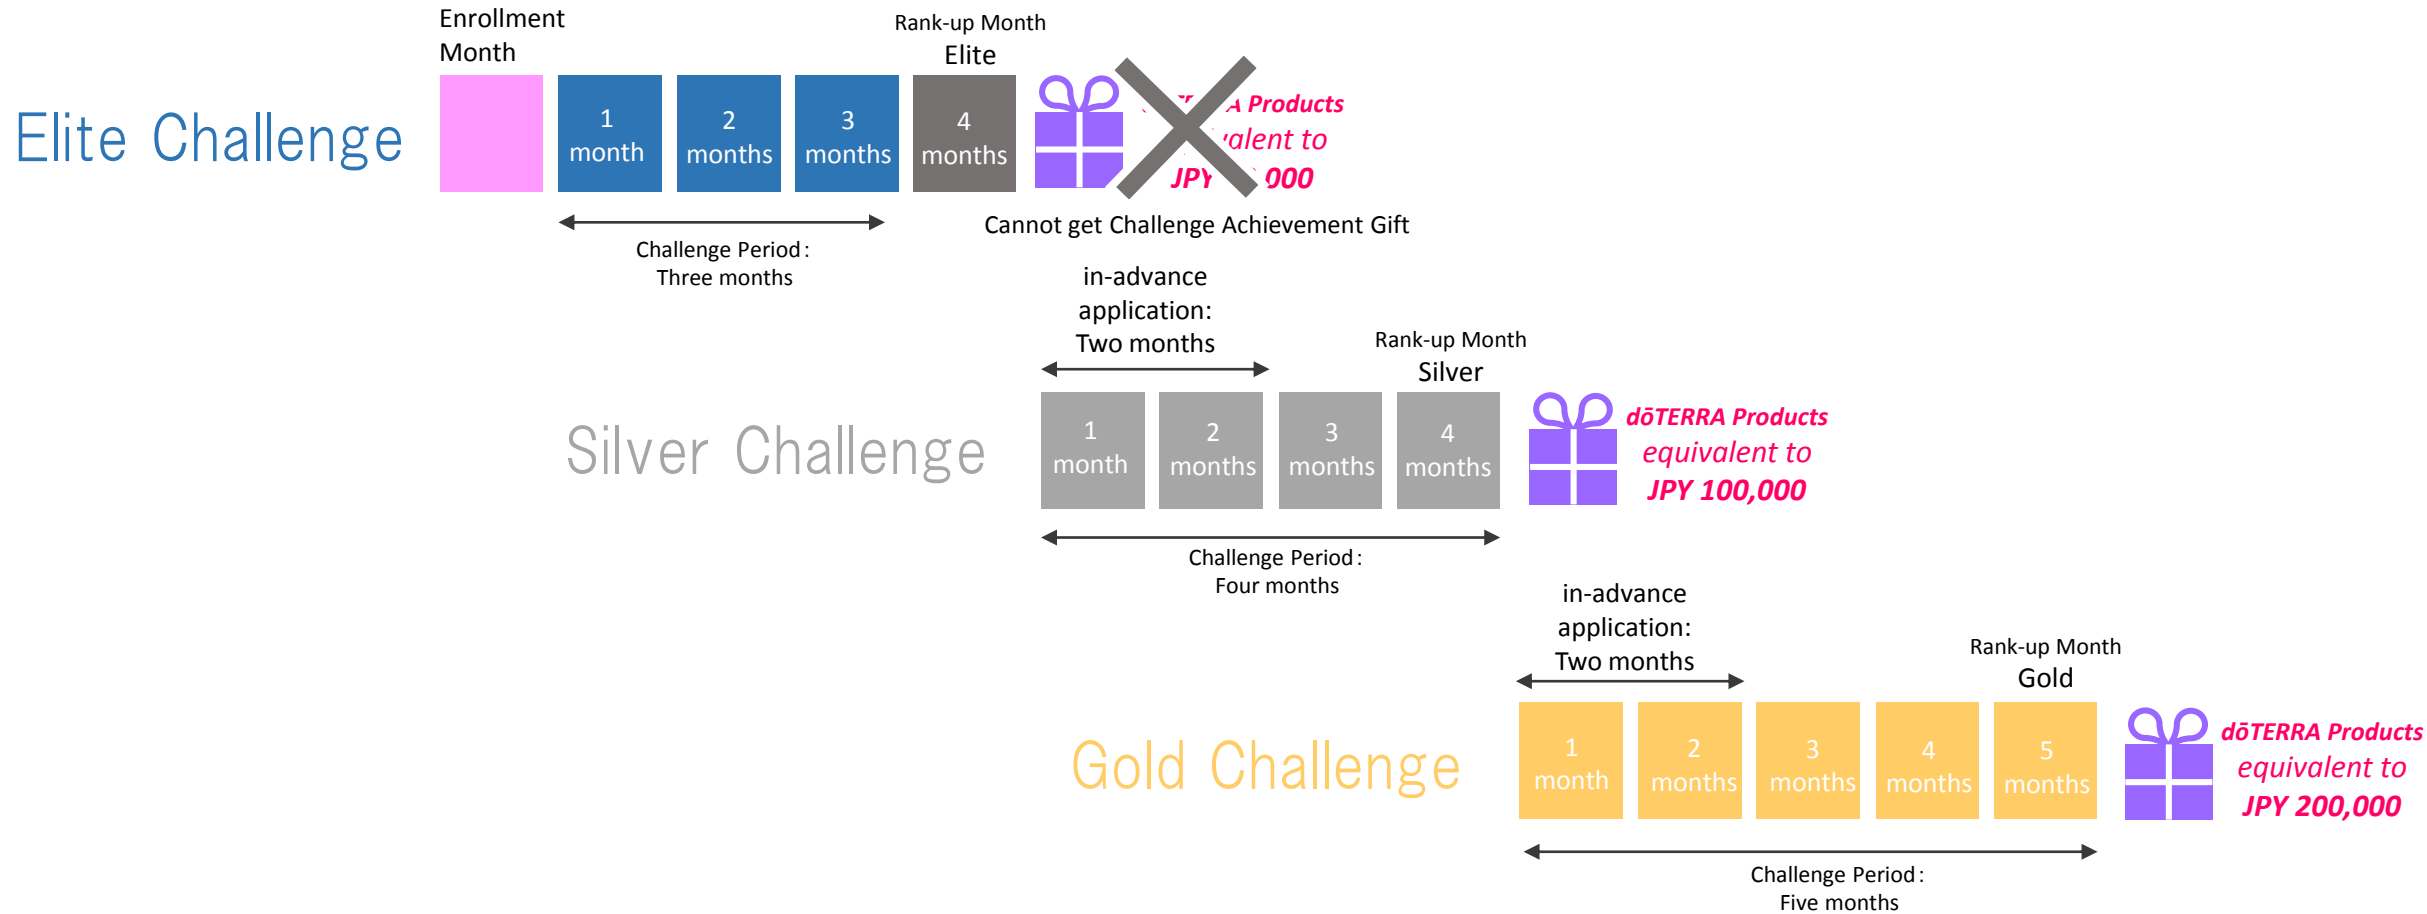 Enrollment
Month
Rank-up Month
Elite
Elite Challenge
1
month
2
months
3
months
4
months
Products
to
JPY
000
Cannot get Challenge Achievement Gift
Challenge Period:
Three months
in-advance
application:
Two months
Rank-up Month
Silver
Silver Challenge
1
month
2
months
3
months
4
months
dōTERRA Products
equivalent to
JPY 100,000
Challenge Period:
Four months
in-advance
application:
Two months
Rank-up Month
Gold
Gold Challenge
1
month
2
months
3
months
4
months
5
months
dōTERRA Products
equivalent to
JPY 200,000
Challenge Period:
Five months